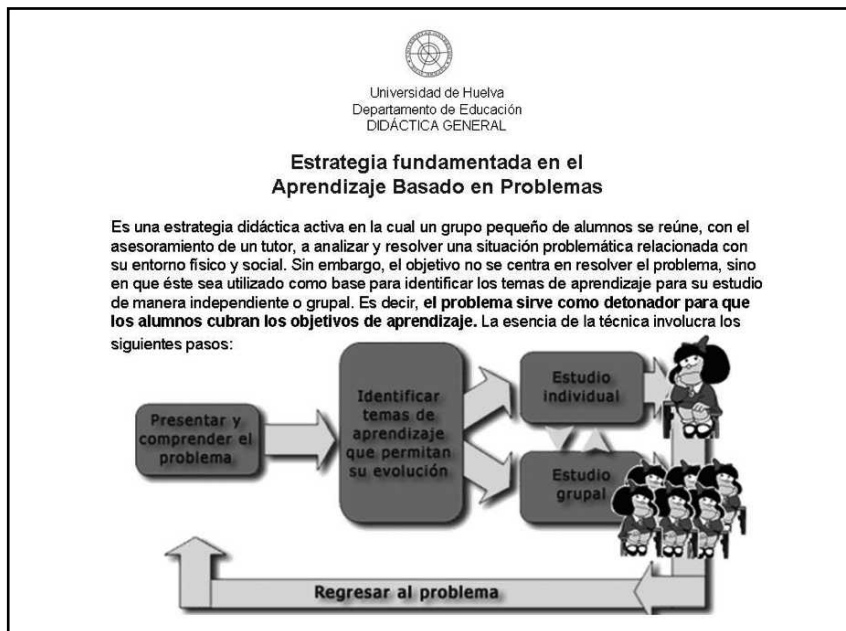 Universidad de Huelva
Departamento de Educación
DIDÁCTICA GENERAL
Estrategia fundamentada en el
Aprendizaje Basado en Problemas
Es una estrategia didáctica activa en la cual un grupo pequeño de alumnos se reúne, con el
asesoramiento de un tutor, a analizar y resolver una situación problemática relacionada con
su entorno físico y social. Sin embargo, el objetivo no se centra en resolver el problema, sino
en que éste sea utilizado como base para identificar los temas de aprendizaje para su estudio
de manera independiente o grupal. Es decir, el problema sirve como detonador para que
los alumnos cubran los objetivos de aprendizaje. La esencia de la técnica involucra los
siguientes pasos:
Presentar y
comprender el
problema
Identificar
temas de
aprendizaje
que permitan
su evolución
Estudio
individual
Estudio
grupal
Regresar al problema